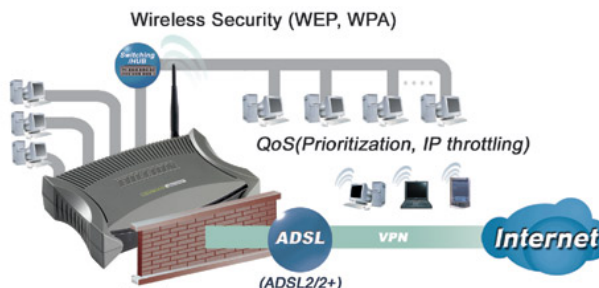 Wireless Security (WEP, WPA)
Switching
/HUB
QoS(Prioritization, IP throttling)
ADSL
VPN
Internet
(ADSL2/2+)